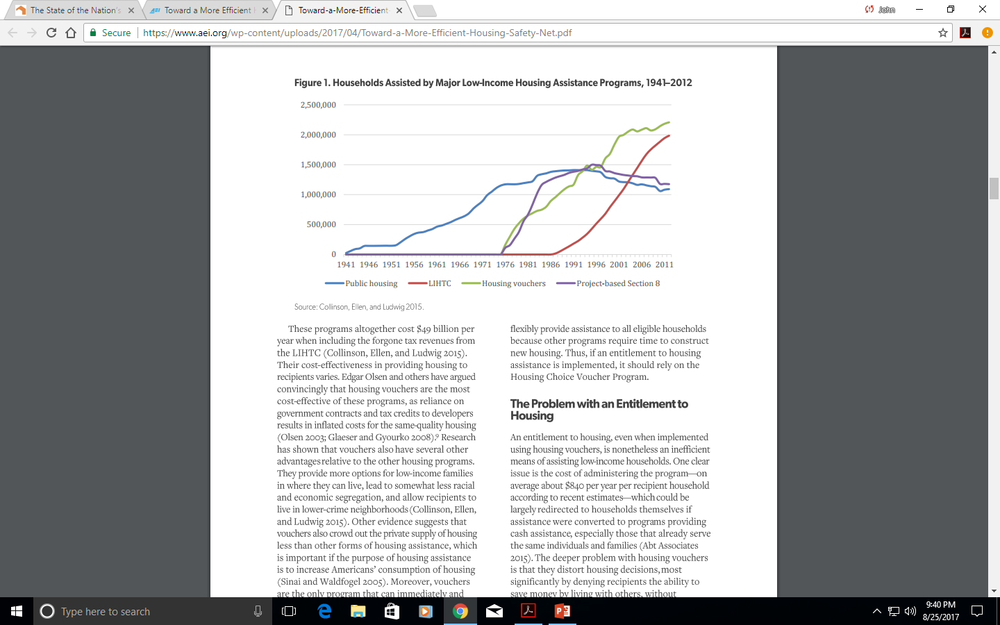 The State of the Nation's
Toward a More Efficient
Toward-a-More-Efficient-
John
Secure
https://www.aei.org/wp-content/uploads/2017/04/Toward-a-More-Efficient-Housing-Safety-Net.pdf
Figure 1. Households Assisted by Major Low-Income Housing Assistance Programs, 1941–2012
2,500,000
2,000,000
1,500,000
1,000,000
500,000
0
1941 1946 1951 1956 1961 1966 1971 1976 1981 1986 1991 1996 2001 2006 2011
Public housing LIHTC Housing vouchers Project-based Section 8
Source: Collinson, Ellen, and Ludwig 2015.
These programs altogether cost $49 billion per
year when including the forgone tax revenues from
the LIHTC (Collinson, Ellen, and Ludwig 2015).
Their cost-effectiveness in providing housing to
recipients varies. Edgar Olsen and others have argued
convincingly that housing vouchers are the most
cost-effective of these programs, as reliance on
government contracts and tax credits to developers
results in inflated costs for the same-quality housing
(Olsen 2003; Glaeser and Gyourko 2008).9 Research
has shown that vouchers also have several other
advantages relative to the other housing programs.
They provide more options for low-income families
in where they can live, lead to somewhat less racial
and economic segregation, and allow recipients to
live in lower-crime neighborhoods (Collinson, Ellen,
and Ludwig 2015). Other evidence suggests that
vouchers also crowd out the private supply of housing
less than other forms of housing assistance, which
is important if the purpose of housing assistance
is to increase Americans' consumption of housing
(Sinai and Waldfogel 2005). Moreover, vouchers
are the only program that can immediately and
flexibly provide assistance to all eligible households
because other programs require time to construct
new housing. Thus, if an entitlement to housing
assistance is implemented, it should rely on the
Housing Choice Voucher Program.
The Problem with an Entitlement to
Housing
An entitlement to housing, even when implemented
using housing vouchers, is nonetheless an inefficient
means of assisting low-income households. One clear
issue is the cost of administering the program—on
average about $840 per year per recipient household
according to recent estimates—which could be
largely redirected to households themselves if
assistance were converted to programs providing
cash assistance, especially those that already serve
the same individuals and families (Abt Associates
2015). The deeper problem with housing vouchers
is that they distort housing decisions, most
significantly by denying recipients the ability to
save money by living with others, without
Type here to search
9:40 PM
8/25/2017